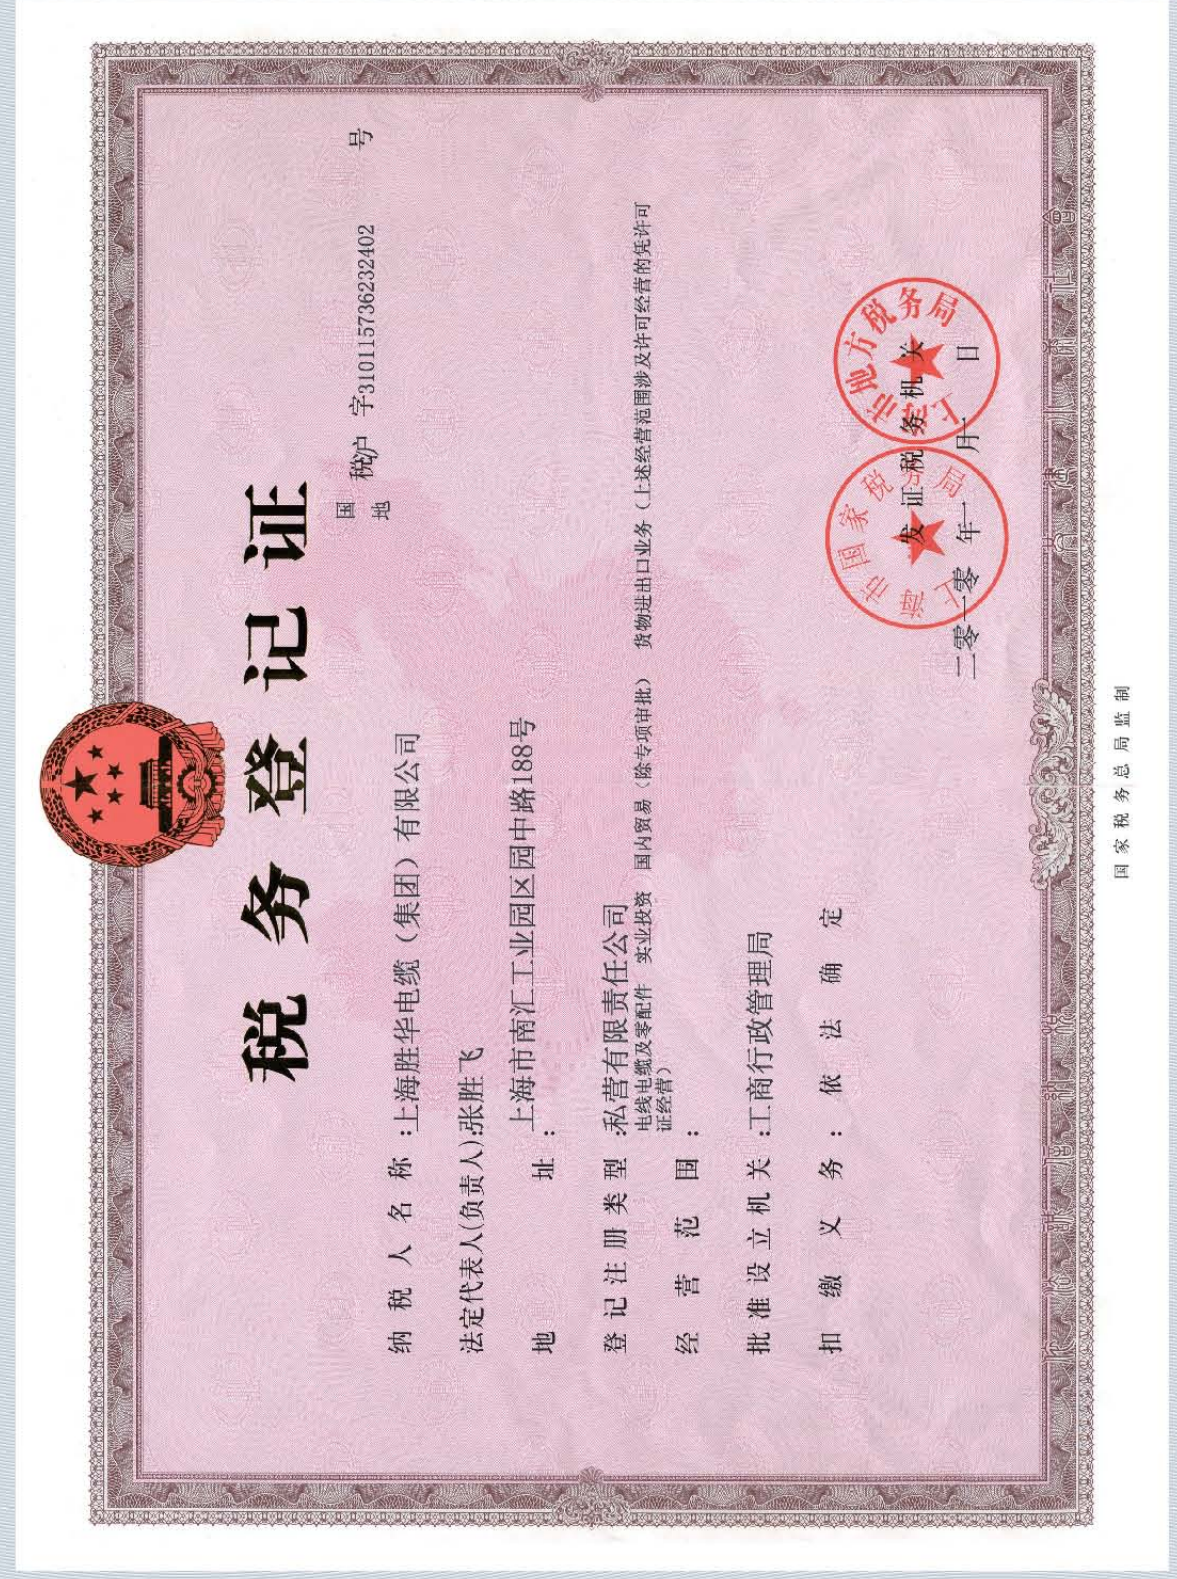 税务登记证
国
地
税沪 字310115736232402 号
纳税人名称:上海胜华电缆（集团）有限公司
法定代表人(负责人):张胜飞
地址: 上海市南汇工业园区园中路188号
登记注册类型:私营有限责任公司
经营范围: 电线电缆及零配件 实业投资 国内贸易（除专项审批） 货物进出口业务（上述经营范围涉及许可经营的凭许可
证经营）
批准设立机关:工商行政管理局
扣缴义务:依法确定
上海市国家税务局
上海市地方税务局
发证税务机关
二零一零年一月一日
国家税务总局监制